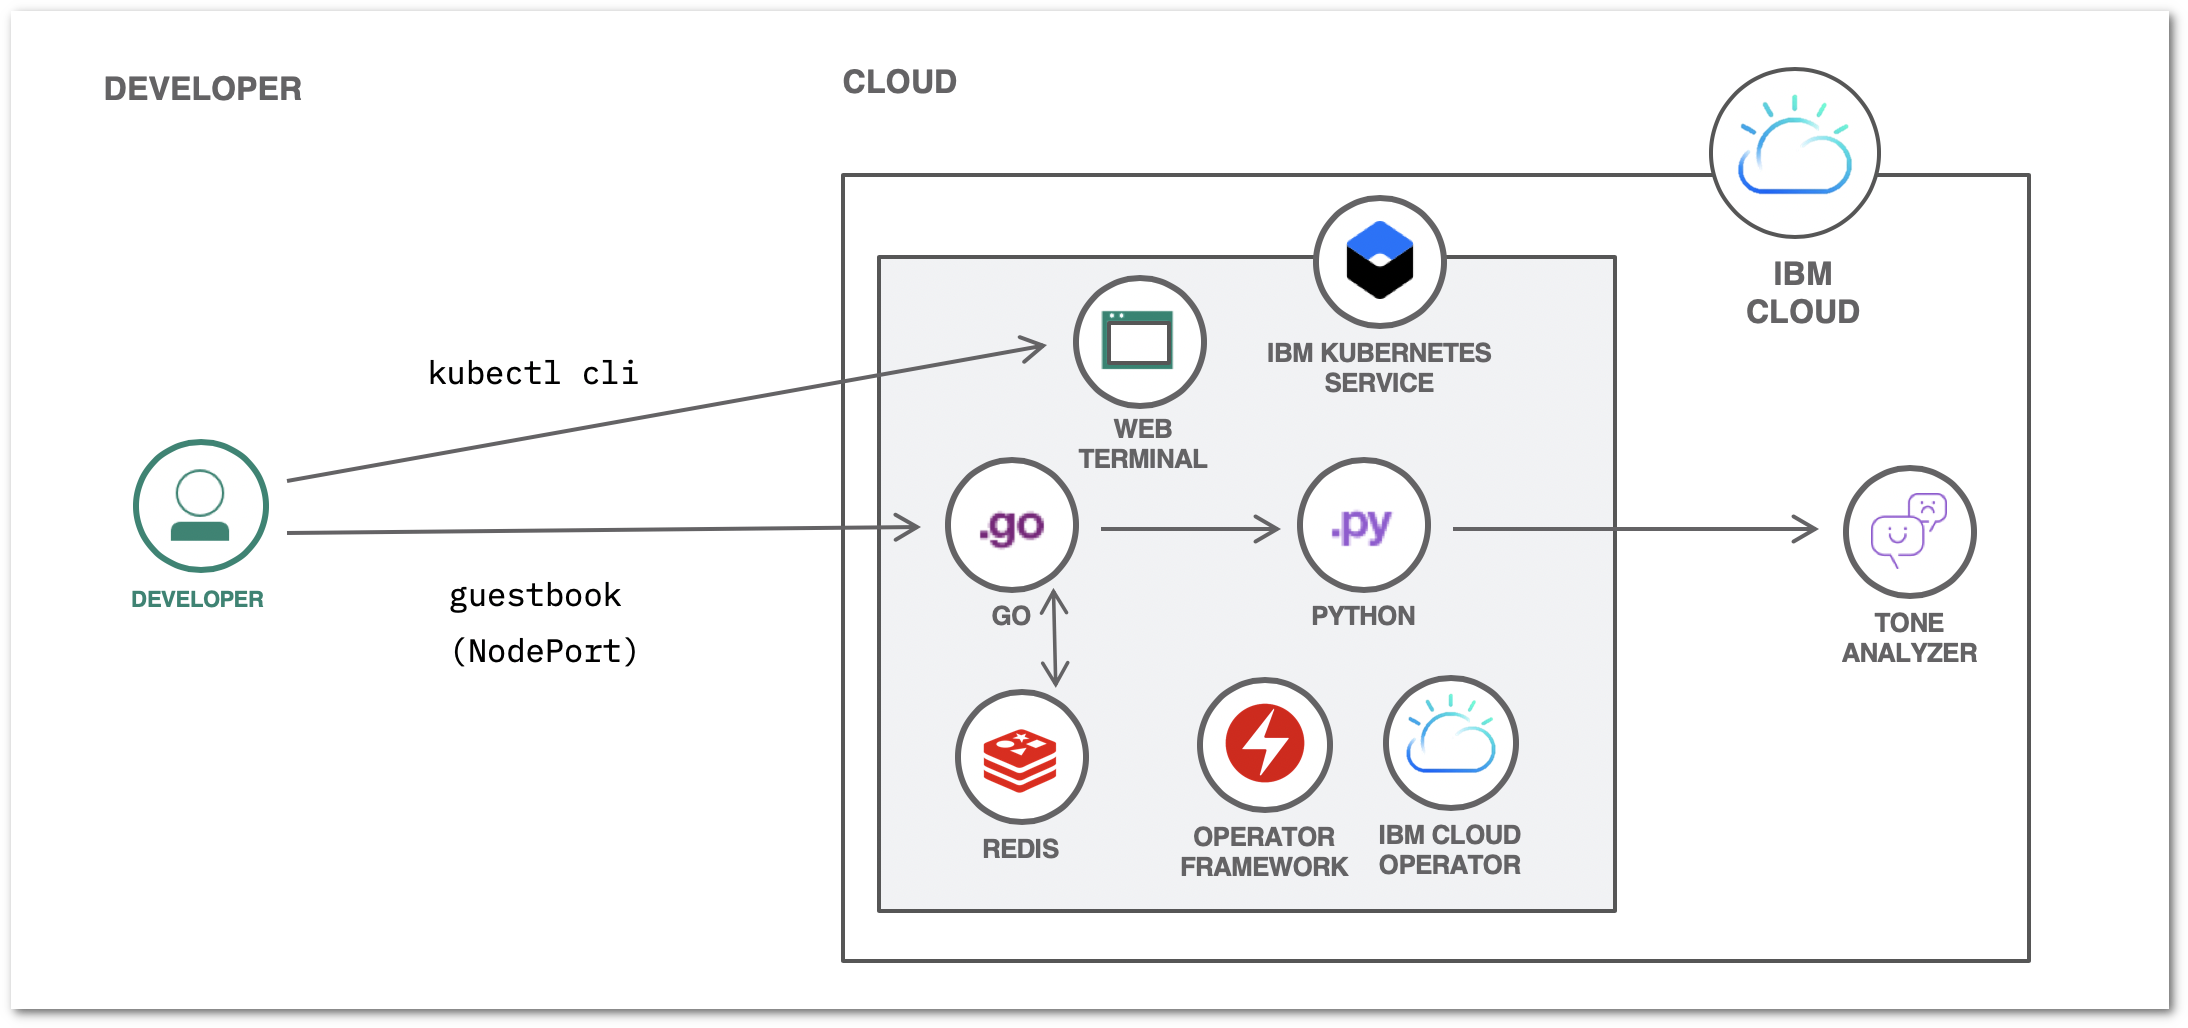 DEVELOPER
CLOUD
IBM
CLOUD
IBM KUBERNETES
SERVICE
kubectl cli
WEB
TERMINAL
.go
.py
DEVELOPER
guestbook
(NodePort)
GO
PYTHON
TONE
ANALYZER
REDIS
OPERATOR
FRAMEWORK
IBM CLOUD
OPERATOR